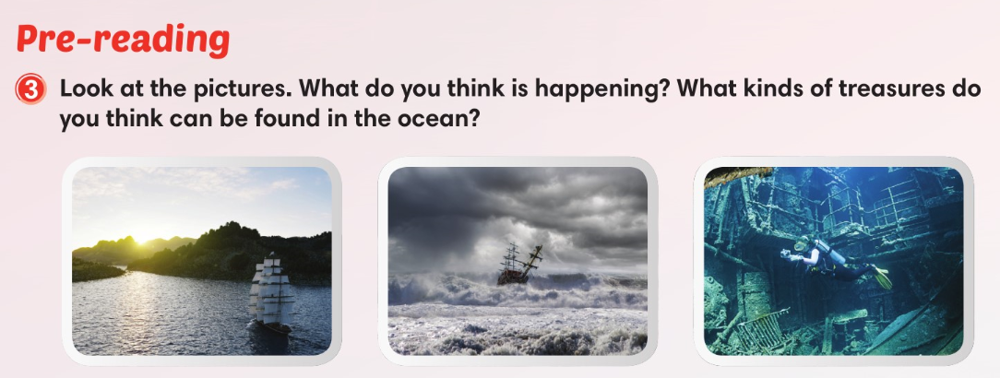 Pre-reading
3 Look at the pictures. What do you think is happening? What kinds of treasures do
you think can be found in the ocean?